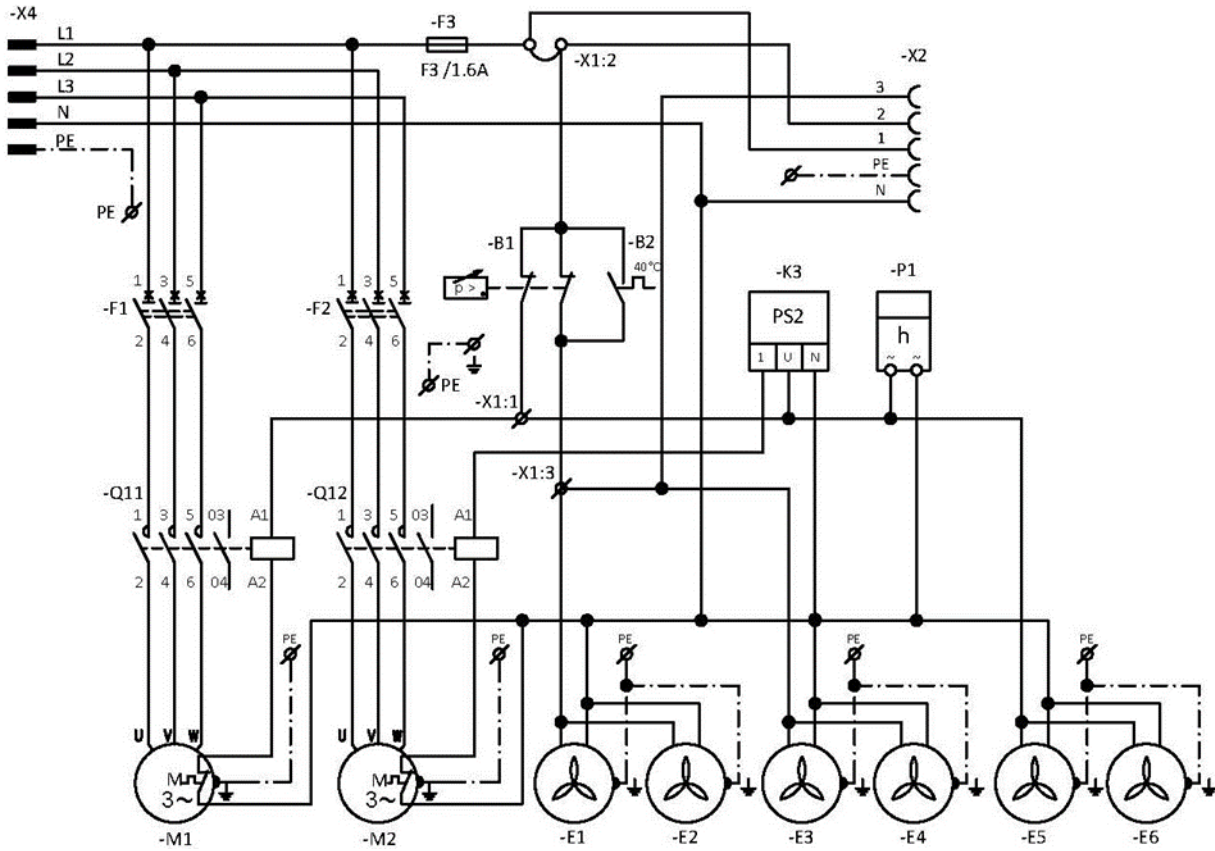 -X4
L1
L2
L3
N
PE
-F3
F3 /1.6A
-X1:2
-X2
3
2
1
PE
N
PE
-B1
-B2
40°C
p >
-K3
PS2
1 U N
-P1
h
~ ~
1 3 5
-F1
2 4 6
1 3 5
-F2
2 4 6
PE
-X1:1
-X1:3
-Q11
1 3 5 03 A1
2 4 6 04 A2
-Q12
1 3 5 03 A1
2 4 6 04 A2
PE
PE
PE
PE
PE
U V W
M
3~
-M1
U V W
M
3~
-M2
-E1
-E2
-E3
-E4
-E5
-E6